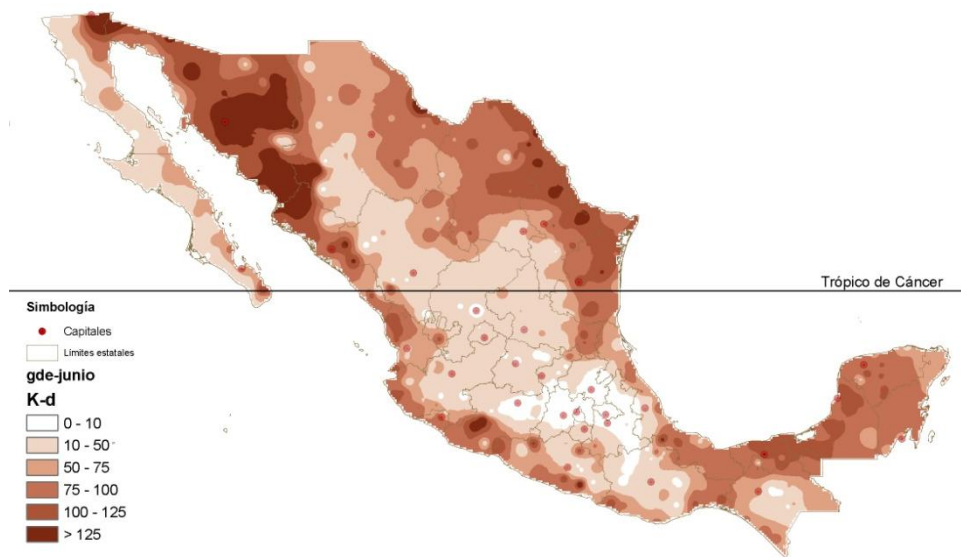 Trópico de Cáncer
Simbología
Capitales
Límites estatales
gde-junio
K-d
0 - 10
10 - 50
50 - 75
75 - 100
100 - 125
> 125